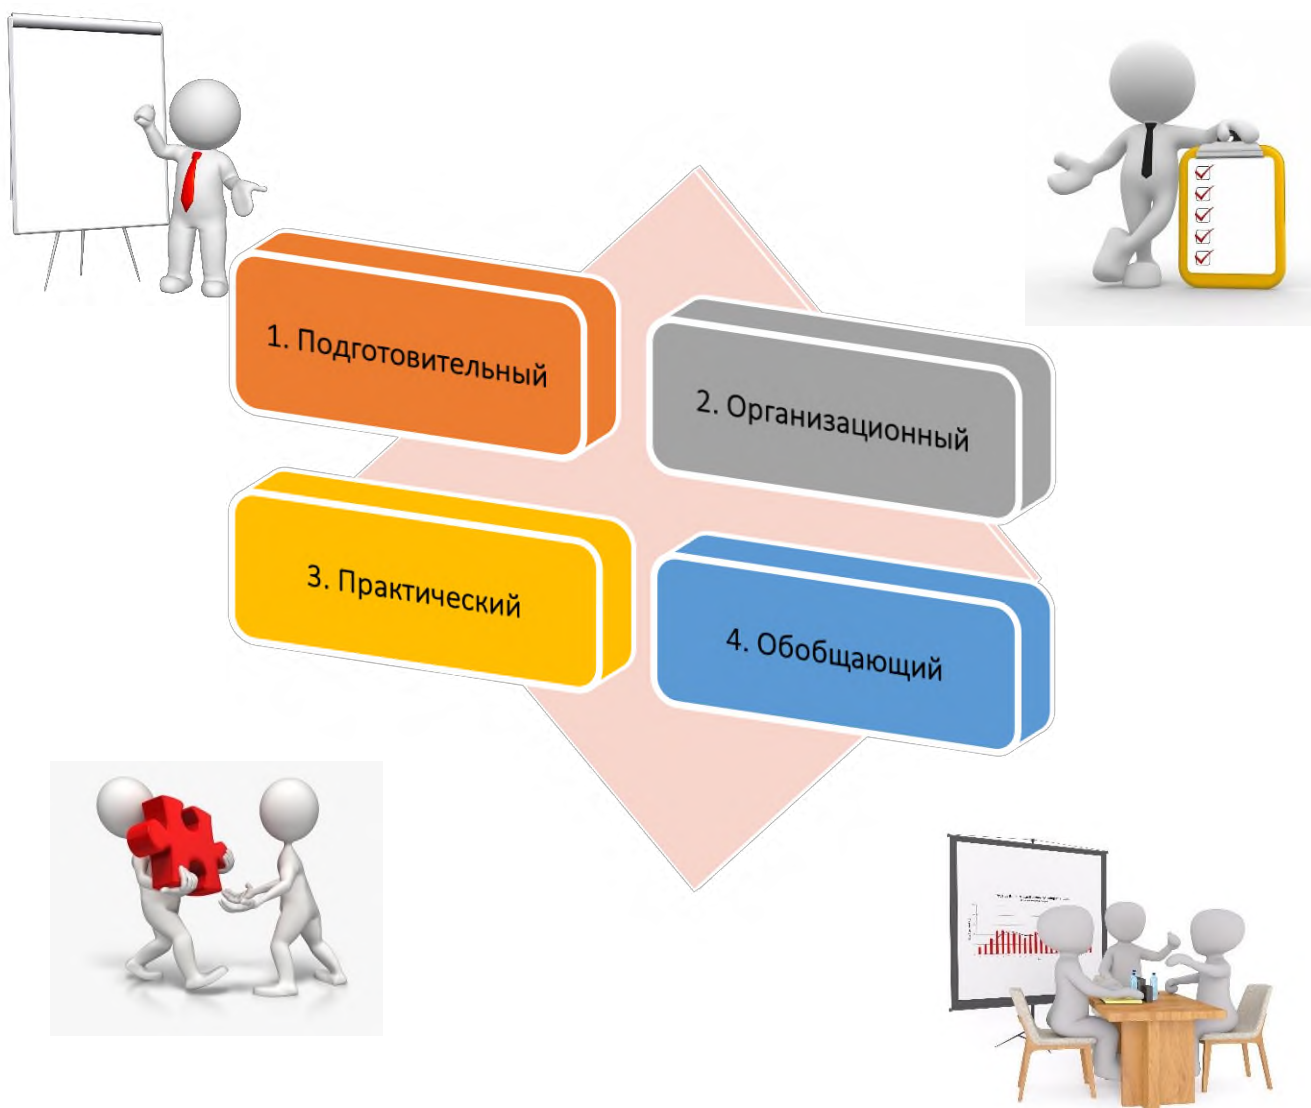 1. Подготовительный
2. Организационный
3. Практический
4. Обобщающий